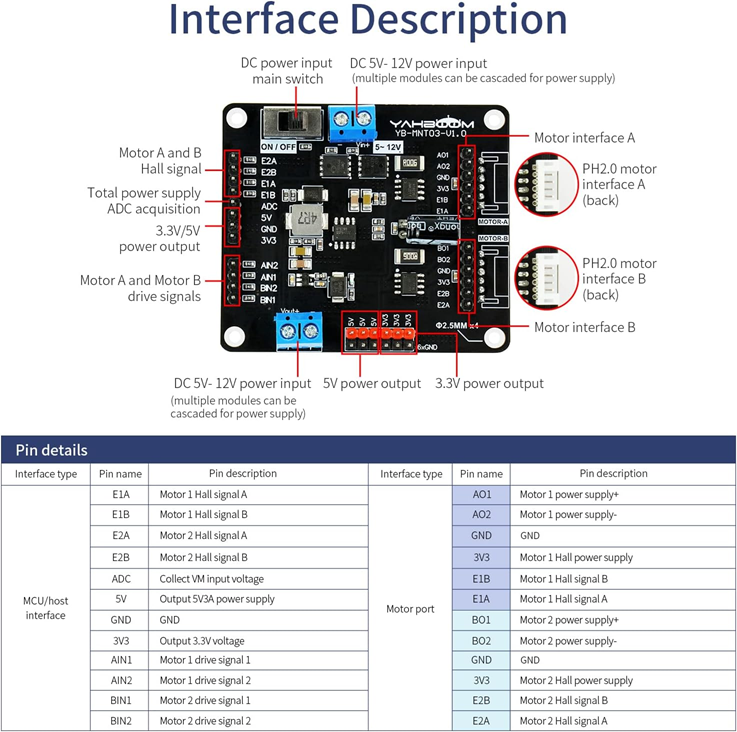 Interface Description
DC power input
main switch
DC 5V- 12V power input
(multiple modules can be cascaded for power supply)
YAHBOOM
YB-MNT03-V1.0
ON / OFF
-
Vin+
5~ 12V
Motor A and B
Hall signal
Total power supply
ADC acquisition
3.3V/5V
power output
Motor A and Motor B
drive signals
E2A
E2B
E1A
E1B
ADC
5V
GND
3V3
AIN2
AIN1
BIN2
BIN1
4R7
R006
AO1
AO2
GND
3V3
E1B
E1A
MOTOR-A
MOTOR-B
BO1
BO2
GND
3V3
E2B
E2A
Motor interface A
PH2.0 motor
interface A
(back)
PH2.0 motor
interface B
(back)
Motor interface B
Φ2.5MM x4
Vout+
5V
5V
5V
3V3
3V3
3V3
6xGND
DC 5V- 12V power input
(multiple modules can be
cascaded for power supply)
5V power output
3.3V power output
Pin details
Interface type Pin name Pin description Interface type Pin name Pin description
MCU/host
interface
E1A Motor 1 Hall signal A
E1B Motor 1 Hall signal B
E2A Motor 2 Hall signal A
E2B Motor 2 Hall signal B
ADC Collect VM input voltage
5V Output 5V3A power supply
GND GND
3V3 Output 3.3V voltage
AIN1 Motor 1 drive signal 1
AIN2 Motor 1 drive signal 2
BIN1 Motor 2 drive signal 1
BIN2 Motor 2 drive signal 2
Motor port
AO1 Motor 1 power supply+
AO2 Motor 1 power supply-
GND GND
3V3 Motor 1 Hall power supply
E1B Motor 1 Hall signal B
E1A Motor 1 Hall signal A
BO1 Motor 2 power supply+
BO2 Motor 2 power supply-
GND GND
3V3 Motor 2 Hall power supply
E2B Motor 2 Hall signal B
E2A Motor 2 Hall signal A